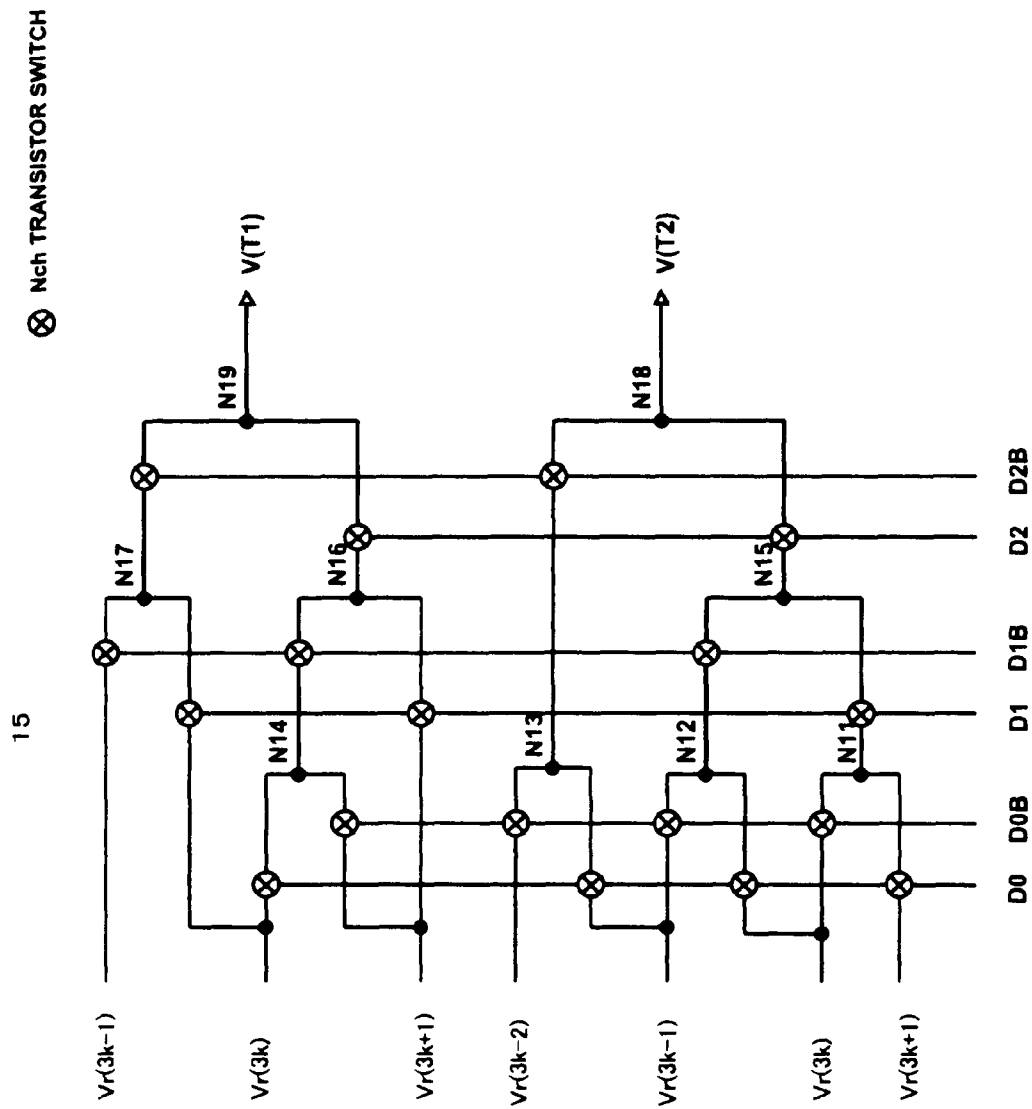 15
Nch TRANSISTOR SWITCH
Vr(3k-1)
Vr(3k)
Vr(3k+1)
Vr(3k-2)
Vr(3k-1)
Vr(3k)
Vr(3k+1)
N17
N19
V(T1)
N16
N14
N13
N18
V(T2)
N12
N15
N11
D0
D0B
D1
D1B
D2
D2B